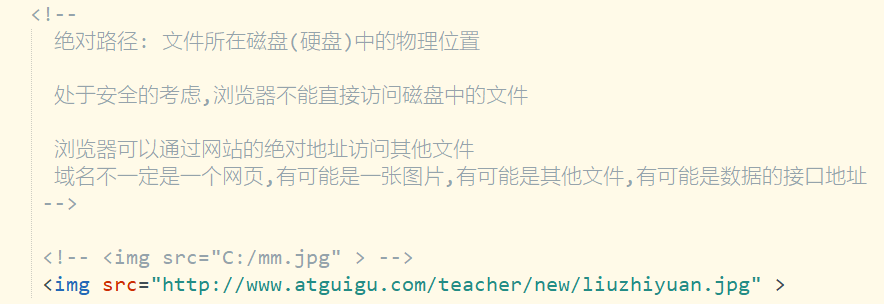 <!--
绝对路径: 文件所在磁盘(硬盘)中的物理位置
处于安全的考虑,浏览器不能直接访问磁盘中的文件
浏览器可以通过网站的绝对地址访问其他文件
域名不一定是一个网页,有可能是一张图片,有可能是其他文件,有可能是数据的接口地址
-->
<!-- <img src="C:/mm.jpg" > -->
<img src="http://www.atguigu.com/teacher/new/liuzhiyuan.jpg" >